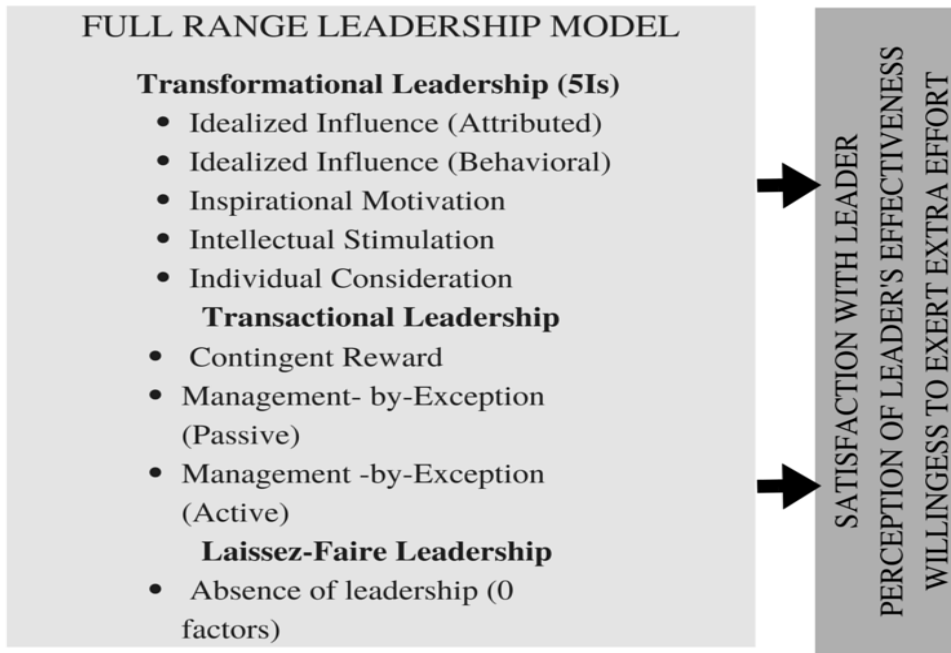 FULL RANGE LEADERSHIP MODEL
Transformational Leadership (5Is)
• Idealized Influence (Attributed)
• Idealized Influence (Behavioral)
• Inspirational Motivation
• Intellectual Stimulation
• Individual Consideration
Transactional Leadership
• Contingent Reward
• Management- by-Exception
(Passive)
• Management -by-Exception
(Active)
Laissez-Faire Leadership
• Absence of leadership (0
factors)
SATISFACTION WITH LEADER
PERCEPTION OF LEADER'S EFFECTIVENESS
WILLINGESS TO EXERT EXTRA EFFORT